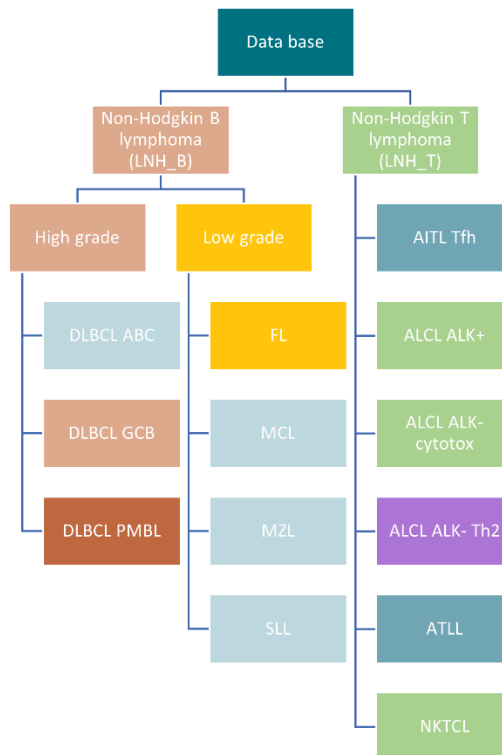 Data base
Non-Hodgkin B
lymphoma
(LNH_B)
Non-Hodgkin T
lymphoma
(LNH_T)
High grade
Low grade
AITL Tfh
DLBCL ABC
FL
ALCL ALK+
DLBCL GCB
MCL
ALCL ALK-
cytotox
DLBCL PMBL
MZL
ALCL ALK- Th2
SLL
ATLL
NKTCL